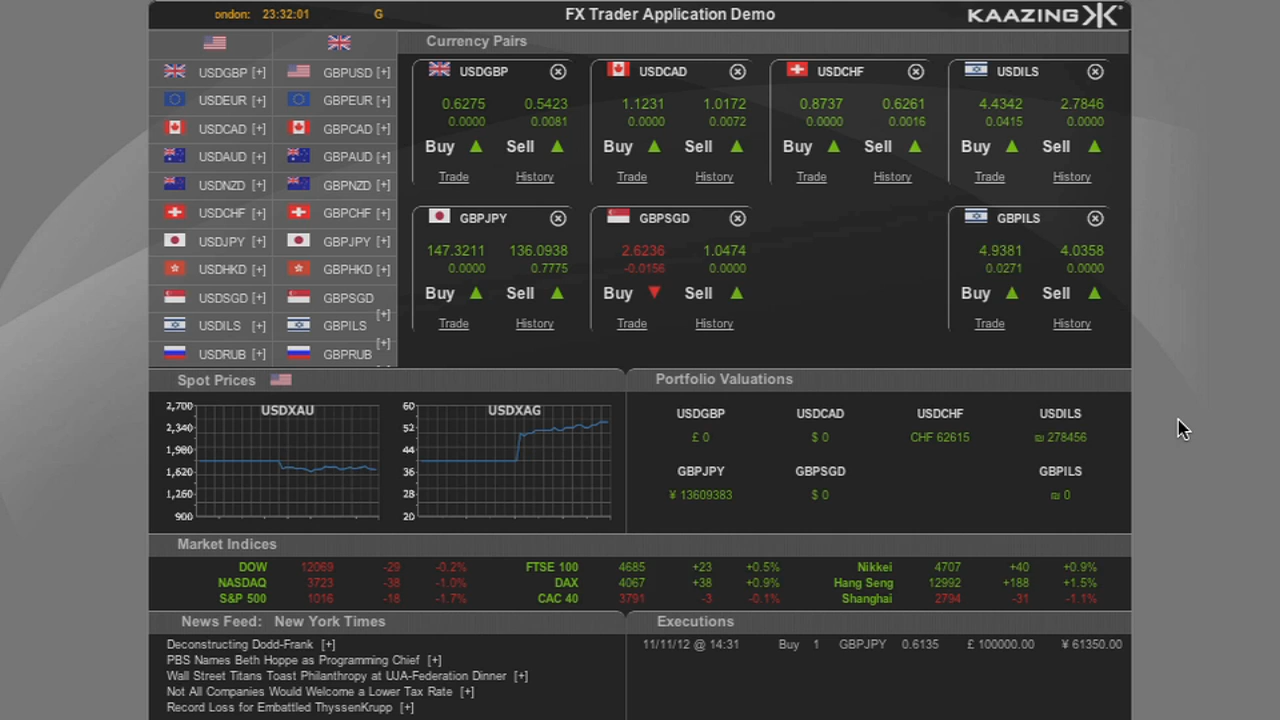 ondon: 23:32:01 G FX Trader Application Demo KAAZING
Currency Pairs
USDGBP [+] GBPUSD [+]
USDEUR [+] GBPEUR [+]
USDCAD [+] GBPCAD [+]
USDAUD [+] GBPAUD [+]
USDNZD [+] GBPNZD [+]
USDCHF [+] GBPCHF [+]
USDJPY [+] GBPJPY [+]
USDHKD [+] GBPHKD [+]
USDSGD [+] GBPSGD [+]
USDILS [+] GBPILS [+]
USDRUB [+] GBPRUB
USDGBP USDCAD USDCHF USDILS
0.6275 0.5423 1.1231 1.0172 0.8737 0.6261 4.4342 2.7846
0.0000 0.0081 0.0000 0.0072 0.0000 0.0016 0.0415 0.0000
Buy Sell Buy Sell Buy Sell Buy Sell
Trade History Trade History Trade History Trade History
GBPJPY GBPSGD GBPILS
147.3211 136.0938 2.6236 1.0474 4.9381 4.0358
0.0000 0.7775 -0.0156 0.0000 0.0271 0.0000
Buy Sell Buy Sell Buy Sell
Trade History Trade History Trade History
Spot Prices
USDXAU
2,700
2,340
1,980
1,620
1,260
900
USDXAG
60
52
44
36
28
20
Portfolio Valuations
USDGBP USDCAD USDCHF USDILS
£ 0 $ 0 CHF 62615 ₪ 278456
GBPJPY GBPSGD GBPILS
¥ 13609383 $ 0 ₪ 0
Market Indices
DOW 12069 -29 -0.2% FTSE 100 4685 +23 +0.5% Nikkei 4707 +40 +0.9%
NASDAQ 3723 -38 -1.0% DAX 4067 +38 +0.9% Hang Seng 12992 +188 +1.5%
S&P 500 1016 -18 -1.7% CAC 40 3791 -3 -0.1% Shanghai 2794 -31 -1.1%
News Feed: New York Times
Deconstructing Dodd-Frank [+]
PBS Names Beth Hoppe as Programming Chief [+]
Wall Street Titans Toast Philanthropy at UJA-Federation Dinner [+]
Not All Companies Would Welcome a Lower Tax Rate [+]
Record Loss for Embattled ThyssenKrupp [+]
Executions
11/11/12 @ 14:31 Buy 1 GBPJPY 0.6135 £ 100000.00 ¥ 61350.00